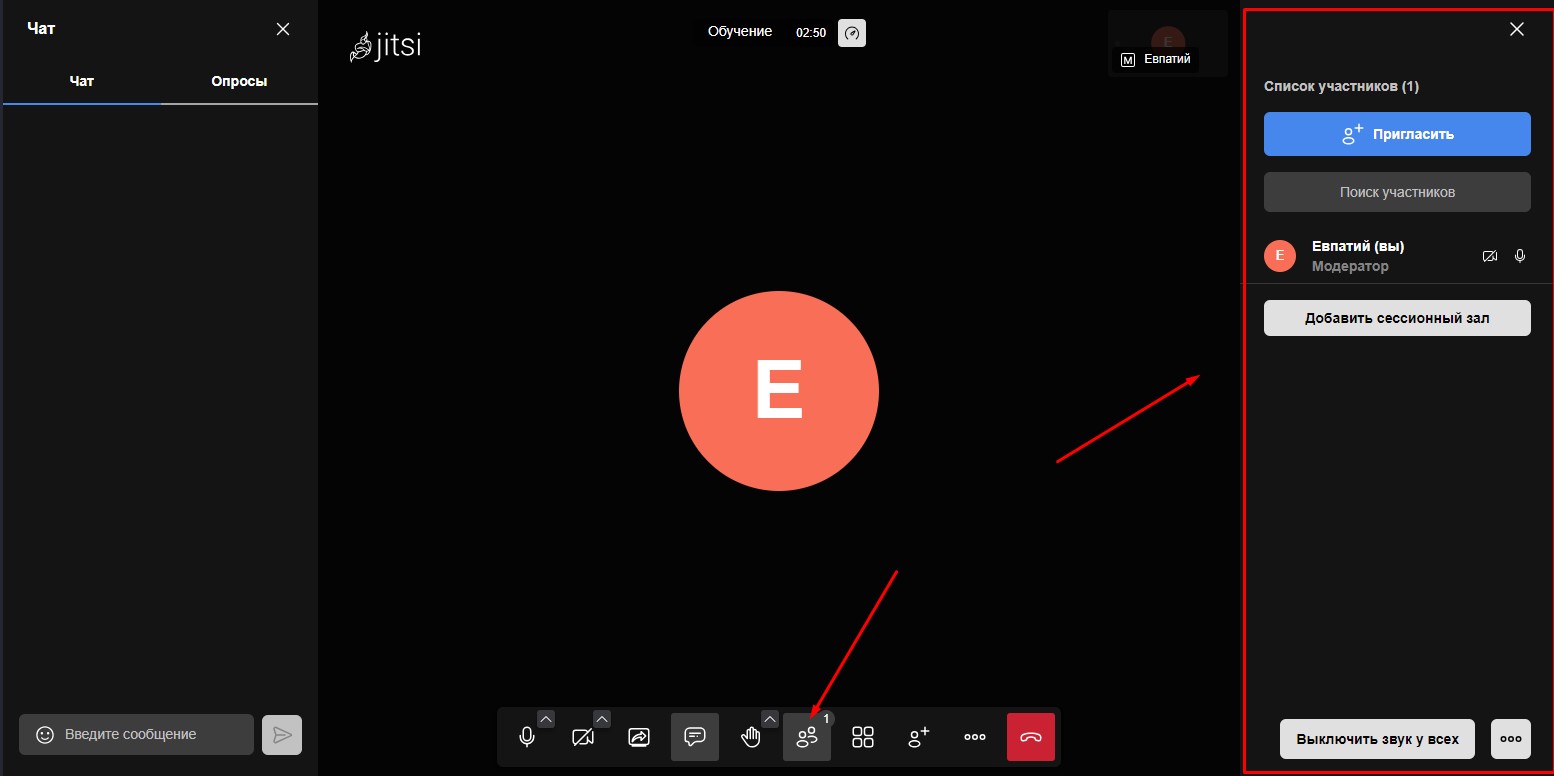 Чат
Чат
Опросы
Введите сообщение
jitsi
Обучение 02:50
E
M Евпатий
E
1
Список участников (1)
Пригласить
Поиск участников
E
Евпатий (вы)
Модератор
Добавить сессионный зал
Выключить звук у всех